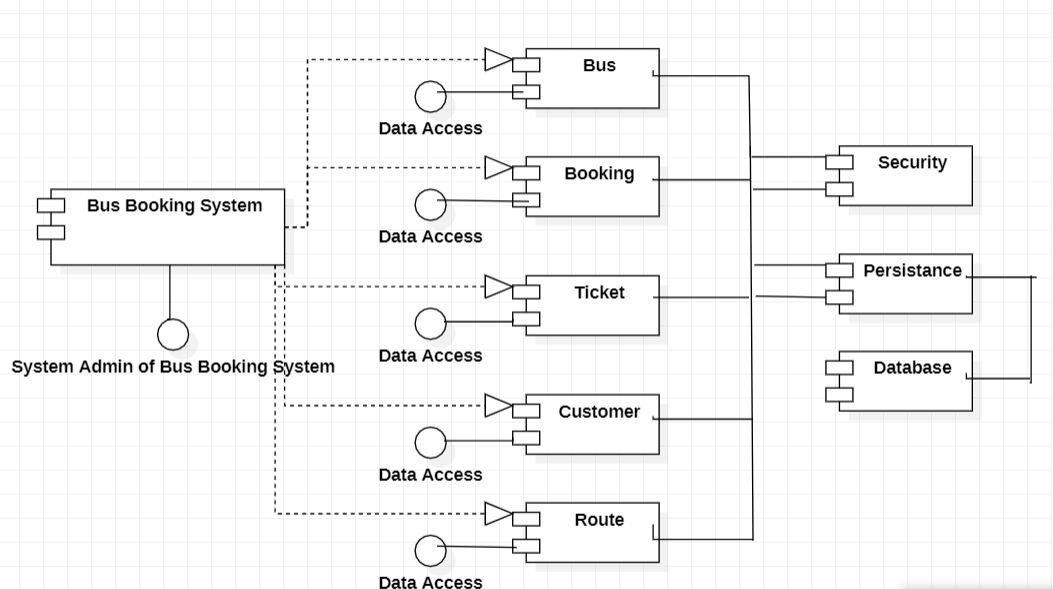 Bus
Data Access
Booking
Data Access
Bus Booking System
System Admin of Bus Booking System
Ticket
Data Access
Customer
Data Access
Route
Data Access
Security
Persistance
Database